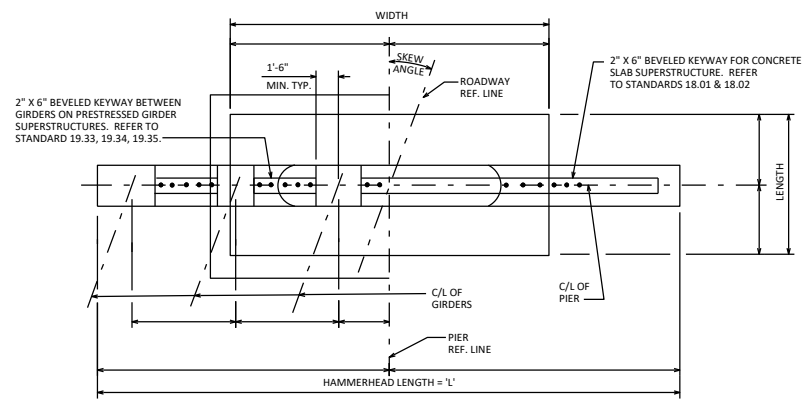 WIDTH
SKEW
ANGLE
1'-6"
MIN. TYP.
ROADWAY
REF. LINE
2" X 6" BEVELED KEYWAY FOR CONCRETE
SLAB SUPERSTRUCTURE. REFER
TO STANDARDS 18.01 & 18.02
2" X 6" BEVELED KEYWAY BETWEEN
GIRDERS ON PRESTRESSED GIRDER
SUPERSTRUCTURES. REFER TO
STANDARD 19.33, 19.34, 19.35.
LENGTH
C/L OF
GIRDERS
C/L OF
PIER
PIER
REF. LINE
HAMMERHEAD LENGTH = 'L'